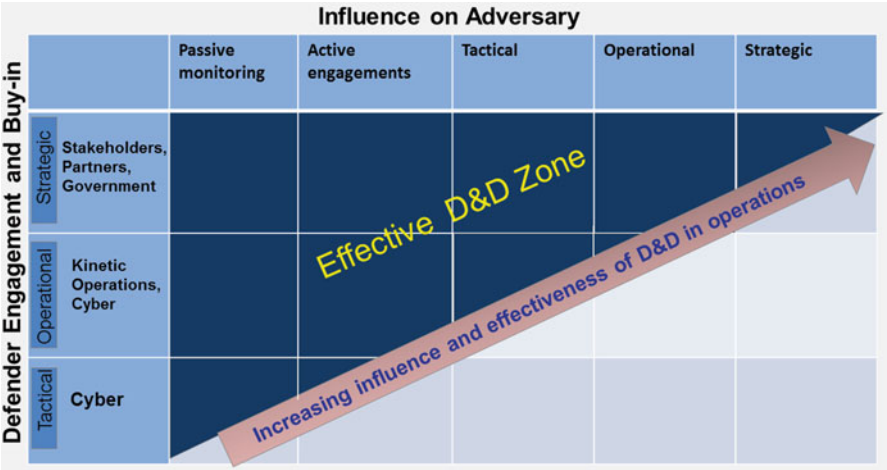 Influence on Adversary
Defender Engagement and Buy-in
Passive
monitoring
Active
engagements
Tactical
Operational
Strategic
Strategic
Stakeholders,
Partners,
Government
Effective D&D Zone
Operational
Kinetic
Operations,
Cyber
Tactical
Cyber
Increasing influence and effectiveness of D&D in operations